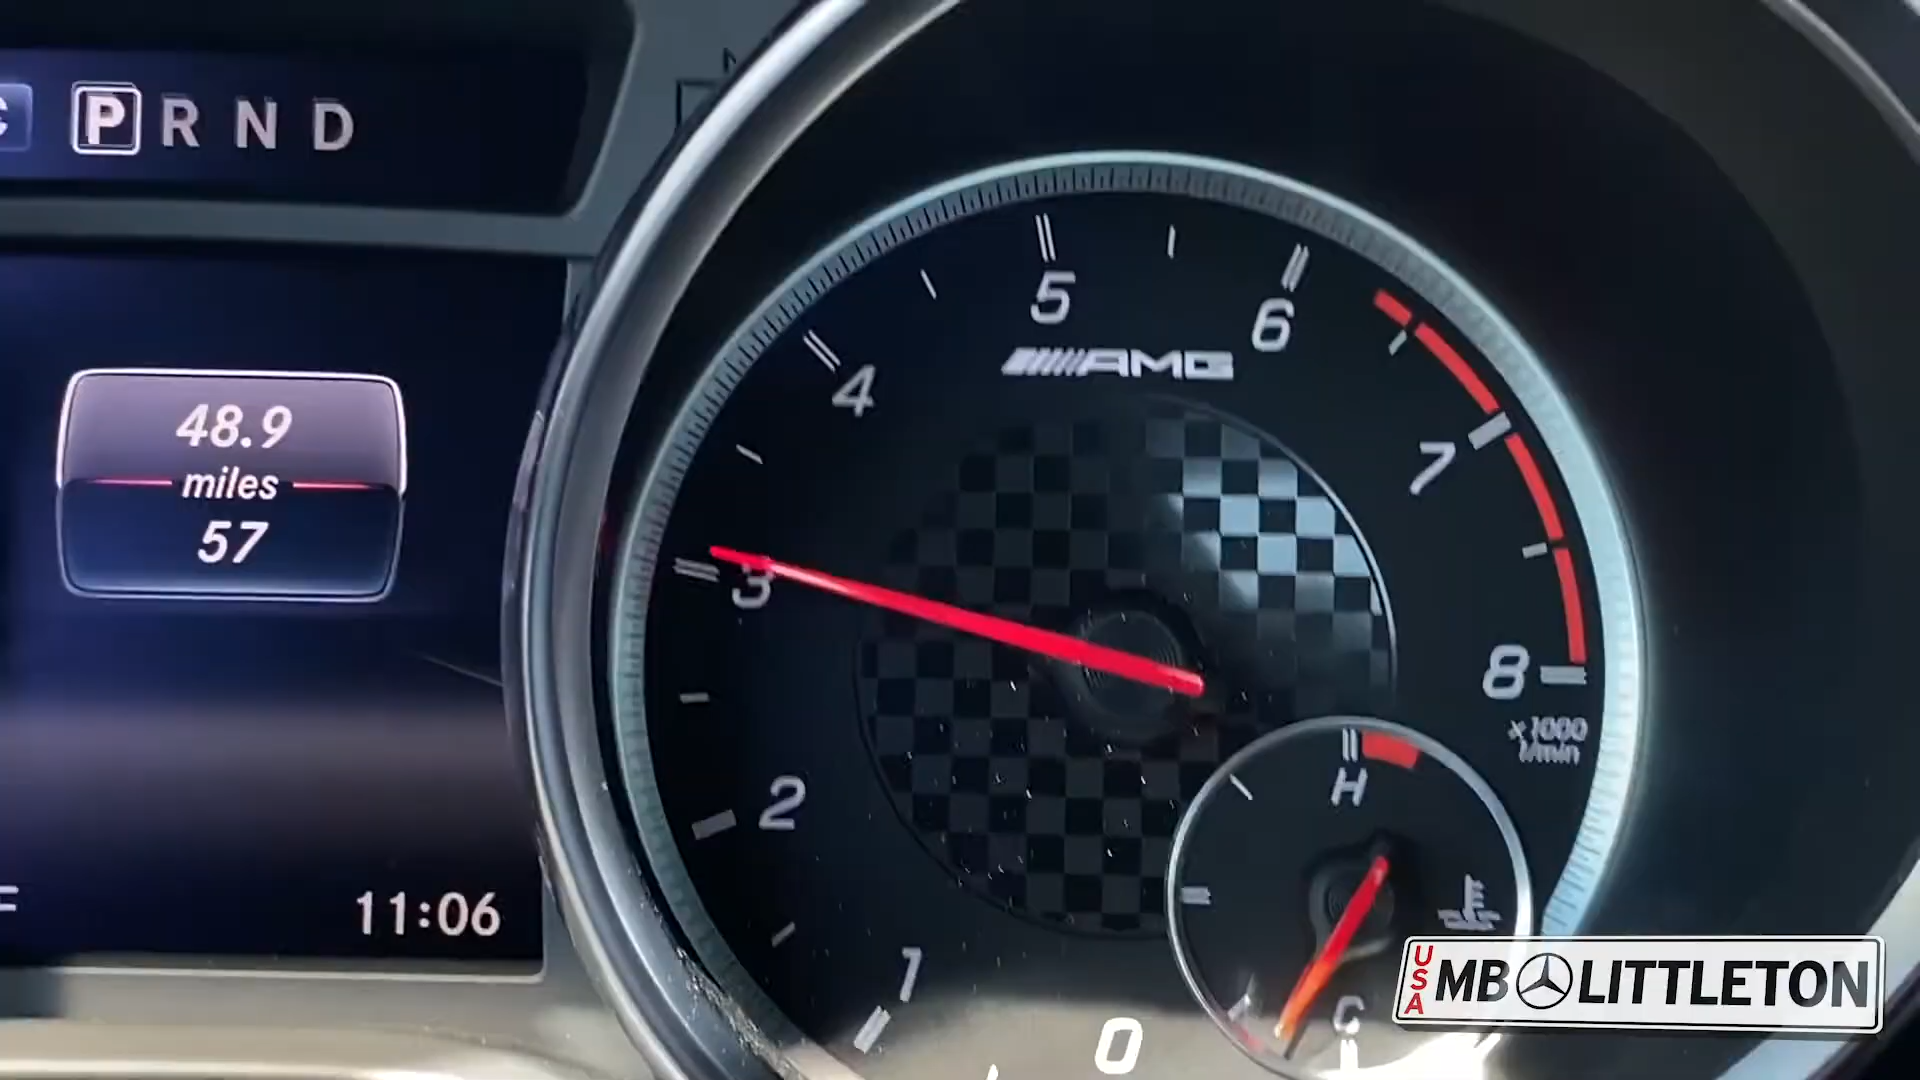 C P R N D
48.9
miles
57
11:06
F
0
1
2
3
4
5
6
7
8
AMG
x1000
1/min
H
C
USA MB LITTLETON